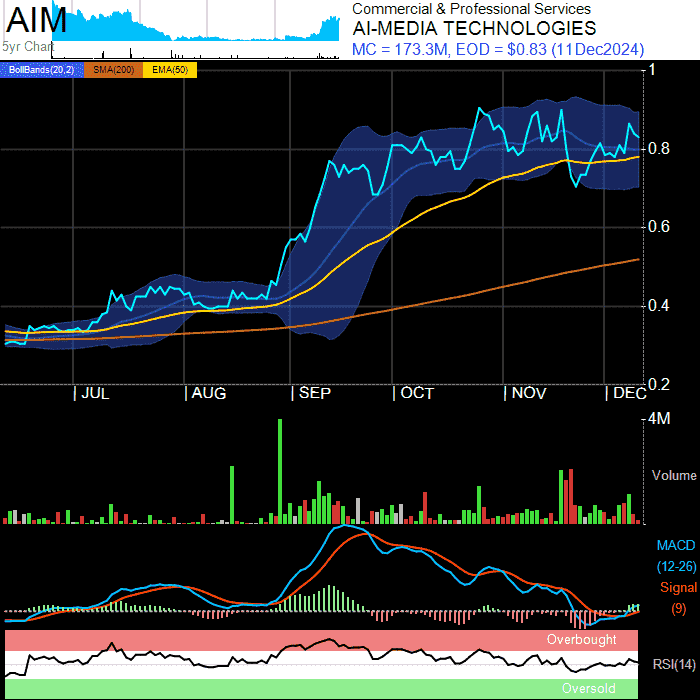 AIM
5yr Chart
Commercial & Professional Services
AI-MEDIA TECHNOLOGIES
MC = 173.3M, EOD = $0.83 (11Dec2024)
BollBands(20,2) SMA(200) EMA(50)
1
0.8
0.6
0.4
0.2
| JUL | AUG | SEP | OCT | NOV | DEC
4M
Volume
MACD
(12-26)
Signal
(9)
Overbought
RSI(14)
Oversold